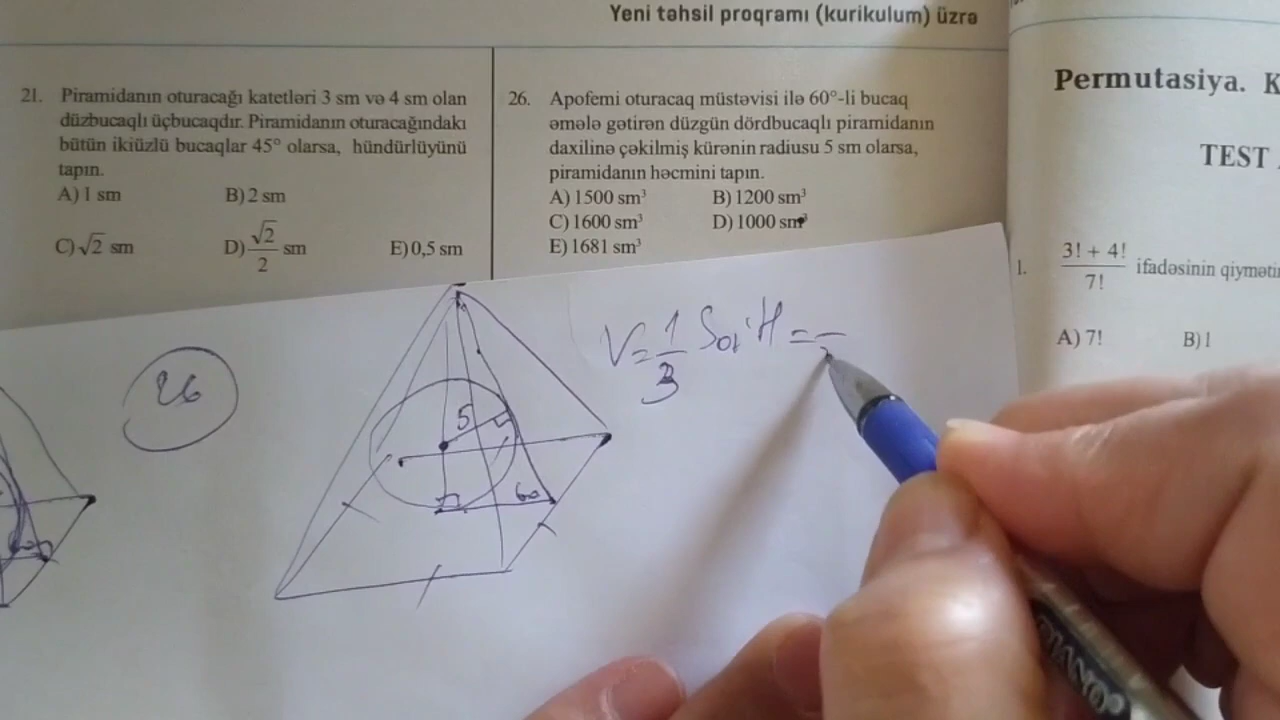 Yeni təhsil proqramı (kurikulum) üzrə
21. Piramidanın oturacağı katetləri 3 sm və 4 sm olan
düzbucaqlı üçbucaqdır. Piramidanın oturacağındakı
bütün ikiüzlü bucaqlar 45° olarsa, hündürlüyünü
tapın.
A) 1 sm B) 2 sm
C) √2 sm D) √2/2 sm E) 0,5 sm
26. Apofemi oturacaq müstəvisi ilə 60°-li bucaq
əmələ gətirən düzgün dördbucaqlı piramidanın
daxilinə çəkilmiş kürənin radiusu 5 sm olarsa,
piramidanın həcmini tapın.
A) 1500 sm³ B) 1200 sm³
C) 1600 sm³ D) 1000 sm³
E) 1681 sm³
Permutasiya. K
TEST
1. 3! + 4!/7! ifadəsinin
A) 7! B) 1
26
5
60
V = 1/3 Sot · H =